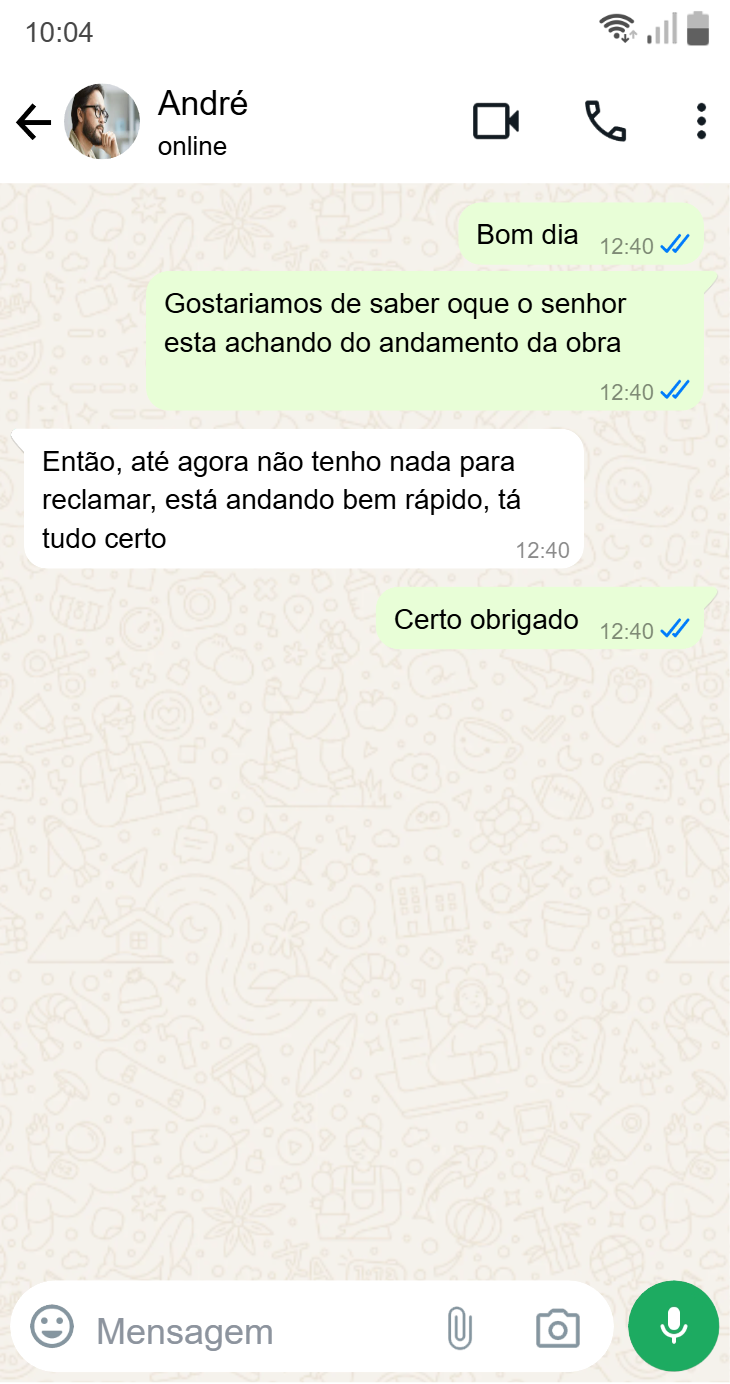 10:04
André
online
Bom dia
12:40
Gostariamos de saber oque o senhor
esta achando do andamento da obra
12:40
Então, até agora não tenho nada para
reclamar, está andando bem rápido, tá
tudo certo
12:40
Certo obrigado
12:40
Mensagem